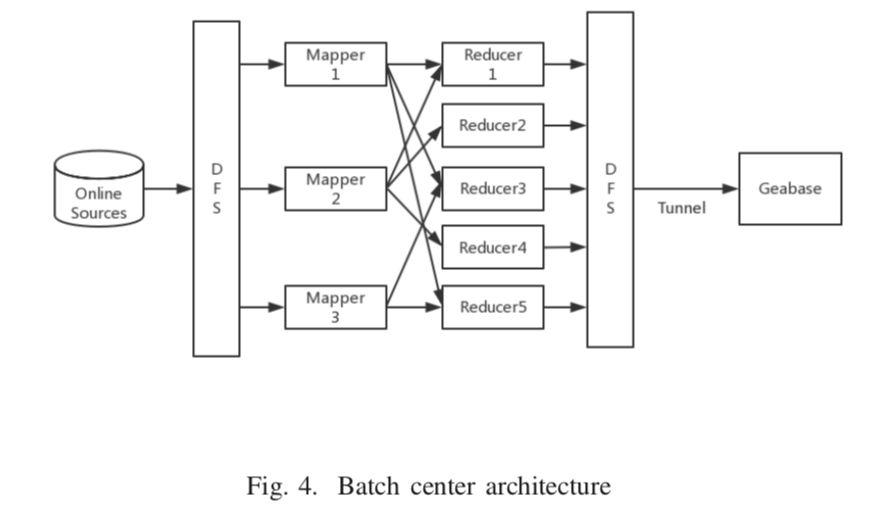 Online
Sources
D
F
S
Mapper
1
Mapper
2
Mapper
3
Reducer
1
Reducer2
Reducer3
Reducer4
Reducer5
D
F
S
Tunnel
Geabase
Fig. 4. Batch center architecture